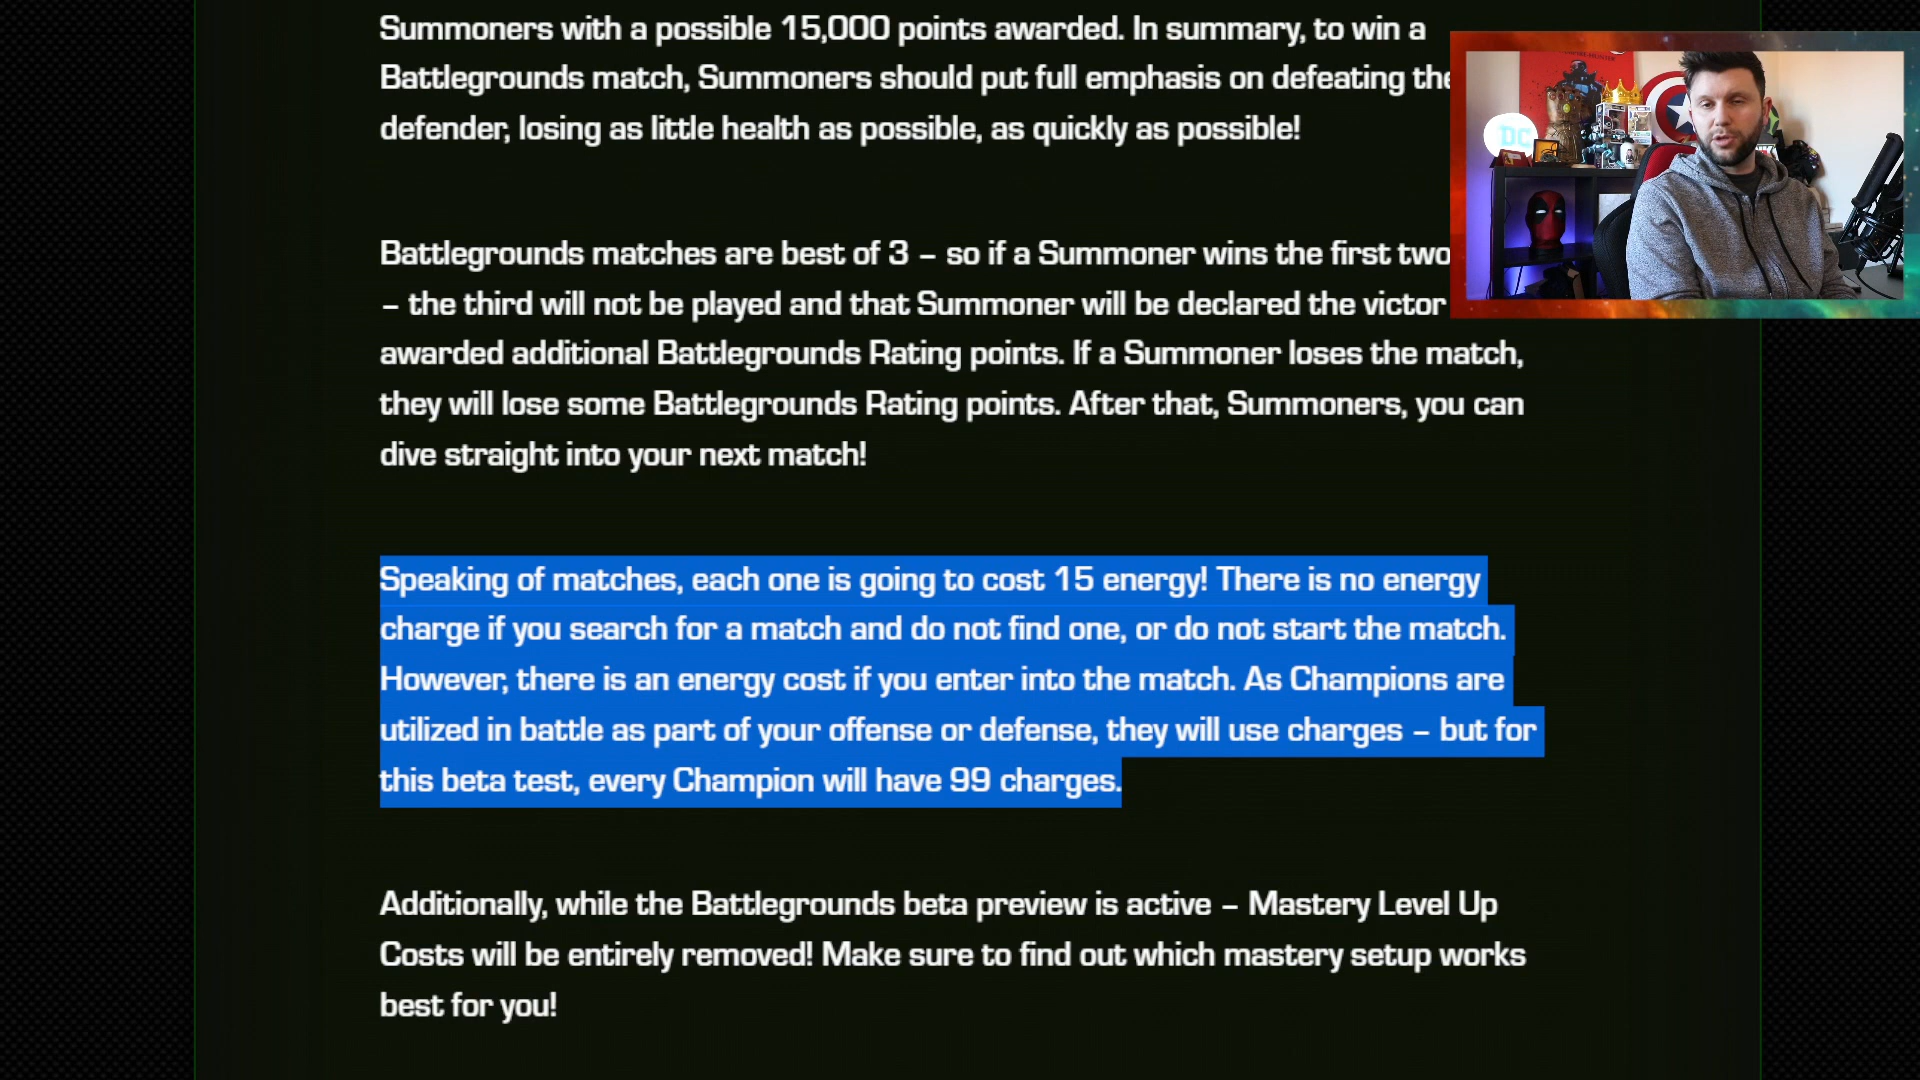 Summoners with a possible 15,000 points awarded. In summary, to win a
Battlegrounds match, Summoners should put full emphasis on defeating the
defender, losing as little health as possible, as quickly as possible!
Battlegrounds matches are best of 3 – so if a Summoner wins the first two
– the third will not be played and that Summoner will be declared the victor
awarded additional Battlegrounds Rating points. If a Summoner loses the match,
they will lose some Battlegrounds Rating points. After that, Summoners, you can
dive straight into your next match!
Speaking of matches, each one is going to cost 15 energy! There is no energy
charge if you search for a match and do not find one, or do not start the match.
However, there is an energy cost if you enter into the match. As Champions are
utilized in battle as part of your offense or defense, they will use charges – but for
this beta test, every Champion will have 99 charges.
Additionally, while the Battlegrounds beta preview is active – Mastery Level Up
Costs will be entirely removed! Make sure to find out which mastery setup works
best for you!
DC